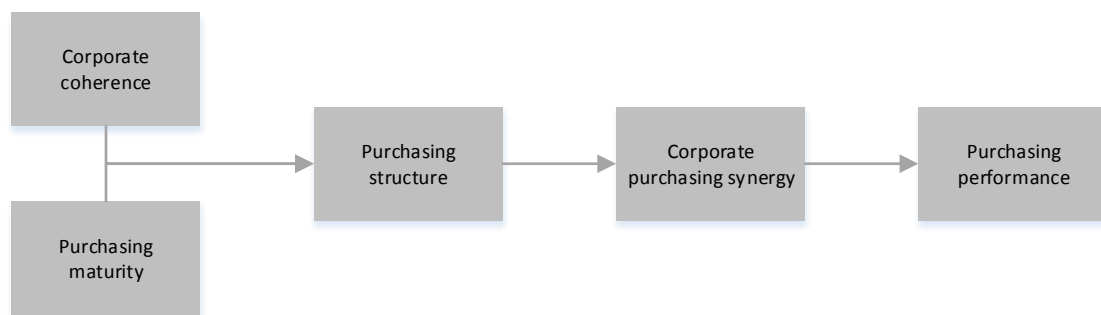 Corporate
coherence
Purchasing
structure
Corporate
purchasing synergy
Purchasing
performance
Purchasing
maturity